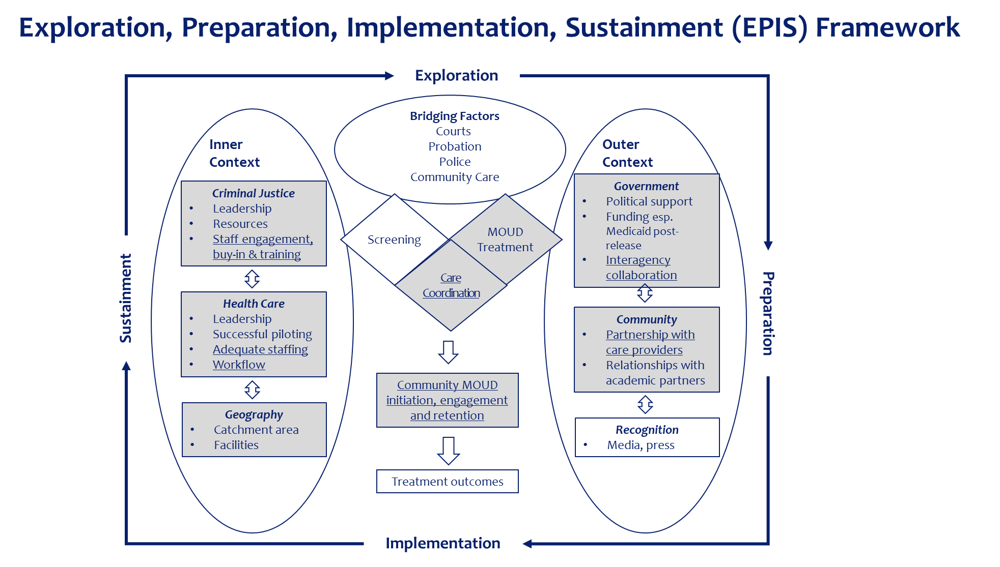 Exploration, Preparation, Implementation, Sustainment (EPIS) Framework
Exploration
Bridging Factors
Courts
Probation
Police
Community Care
Inner
Context
Criminal Justice
• Leadership
• Resources
• Staff engagement,
buy-in & training
Health Care
• Leadership
• Successful piloting
• Adequate staffing
• Workflow
Geography
• Catchment area
• Facilities
Screening
MOUD
Treatment
Care
Coordination
Community MOUD
initiation, engagement
and retention
Treatment outcomes
Outer
Context
Government
• Political support
• Funding esp.
Medicaid post-
release
• Interagency
collaboration
Community
• Partnership with
care providers
• Relationships with
academic partners
Recognition
• Media, press
Preparation
Implementation
Sustainment